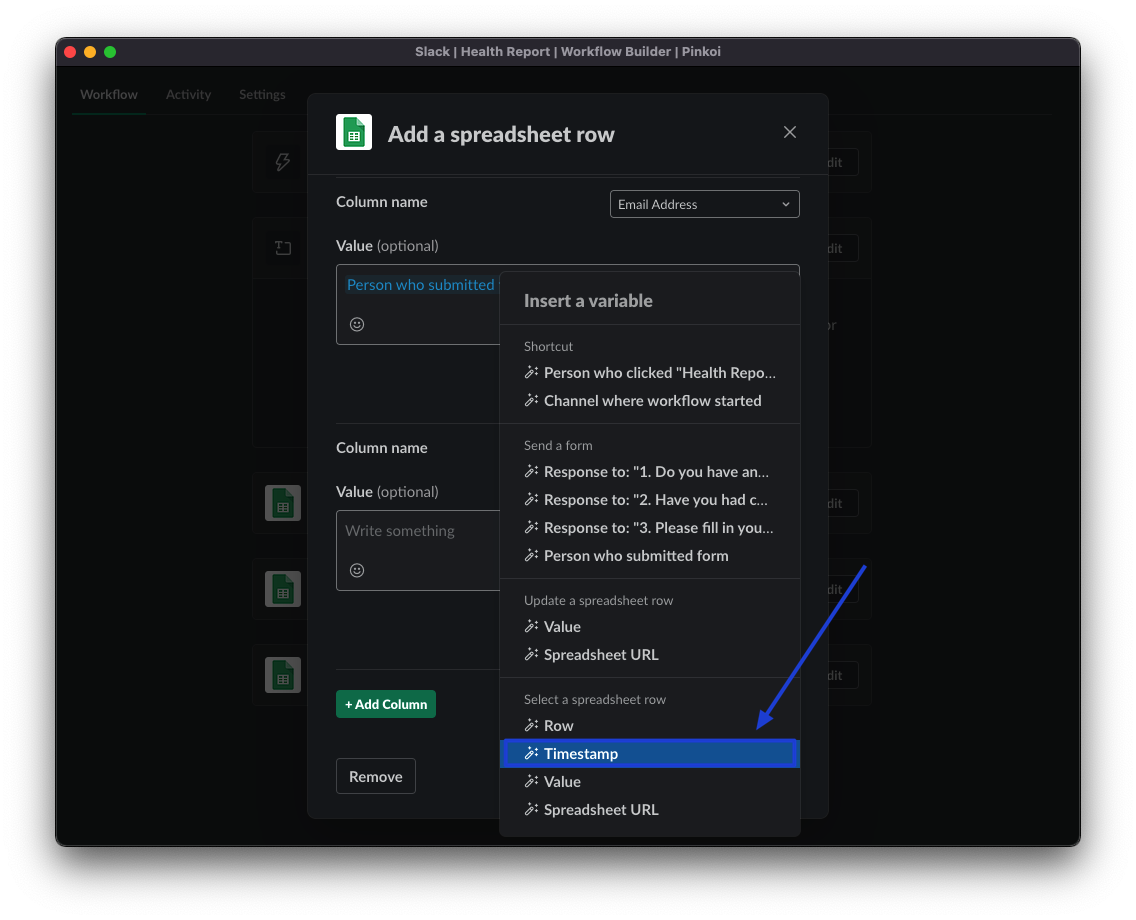 Slack | Health Report | Workflow Builder | Pinkoi
Workflow
Activity
Settings
Add a spreadsheet row
Column name
Email Address
Value (optional)
Person who submitted
Insert a variable
Shortcut
Person who clicked "Health Repo...
Channel where workflow started
Column name
Send a form
Response to: "1. Do you have an...
Value (optional)
Response to: "2. Have you had c...
Write something
Response to: "3. Please fill in you...
Person who submitted form
Update a spreadsheet row
Value
Spreadsheet URL
Select a spreadsheet row
+ Add Column
Row
Timestamp
Remove
Value
Spreadsheet URL
dit
dit
or
dit
dit
dit